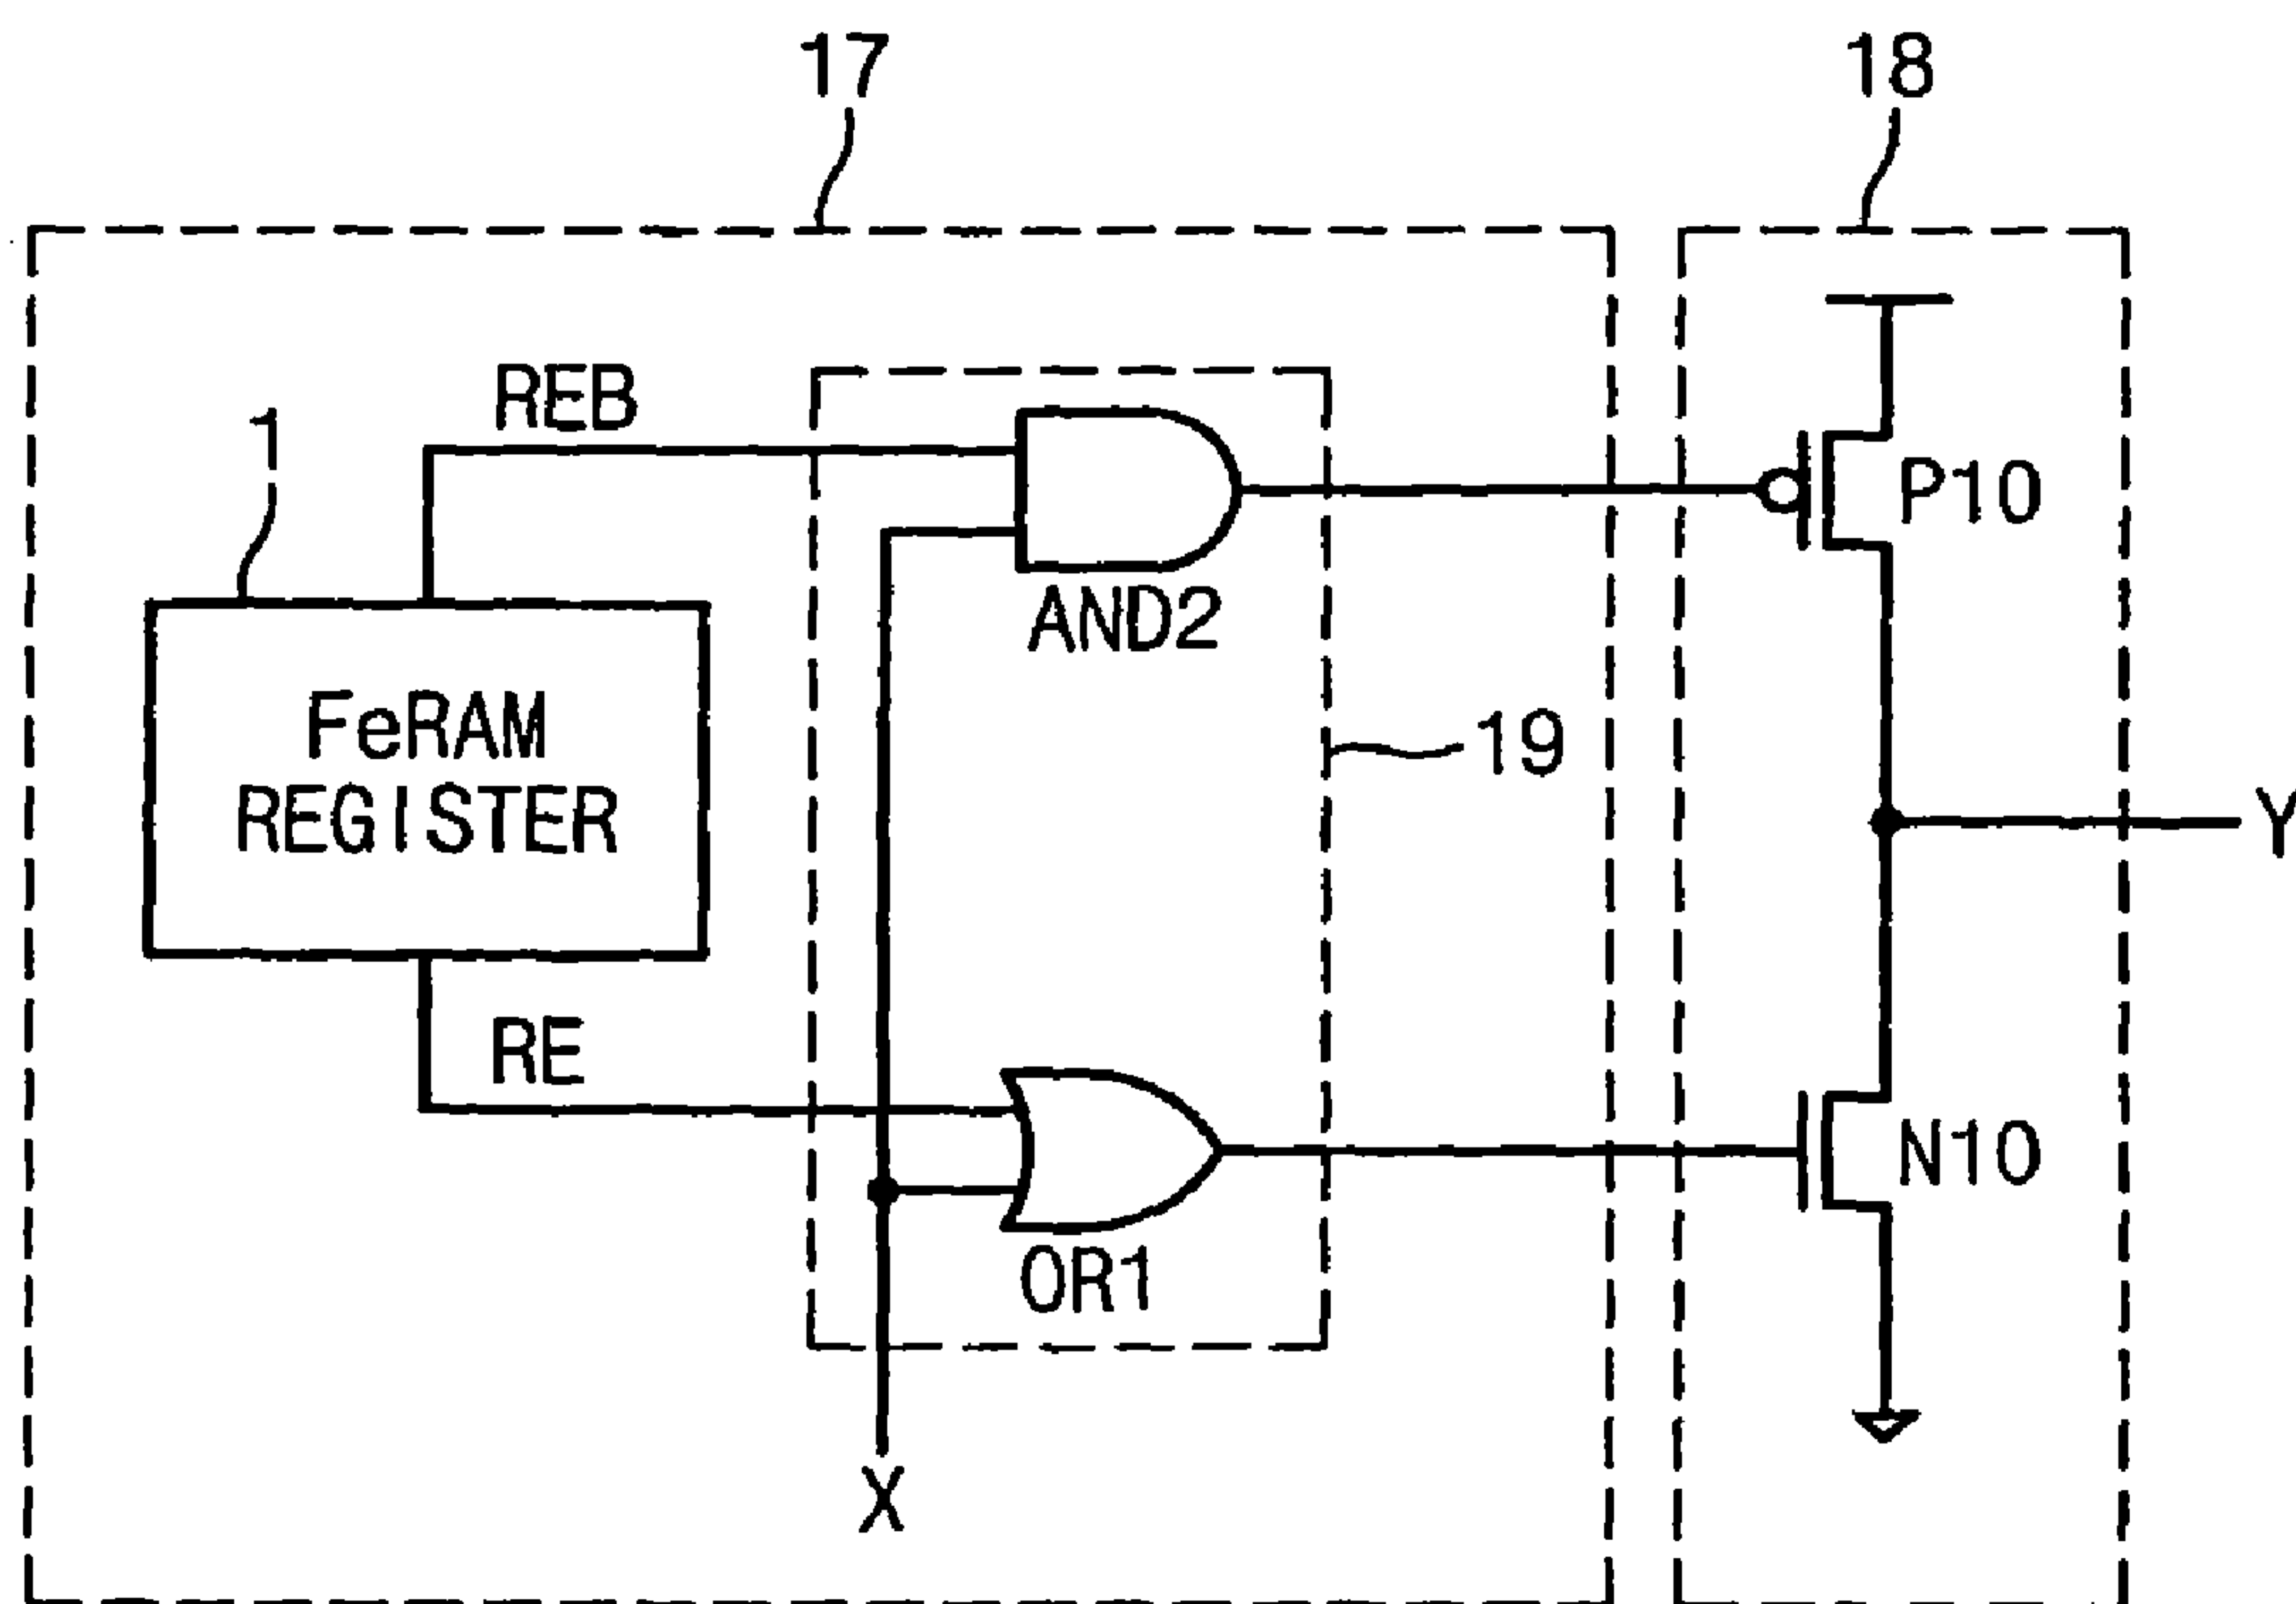 17
18
REB
1
P10
AND2
FeRAM
REGISTER
19
Y
RE
N10
OR1
X